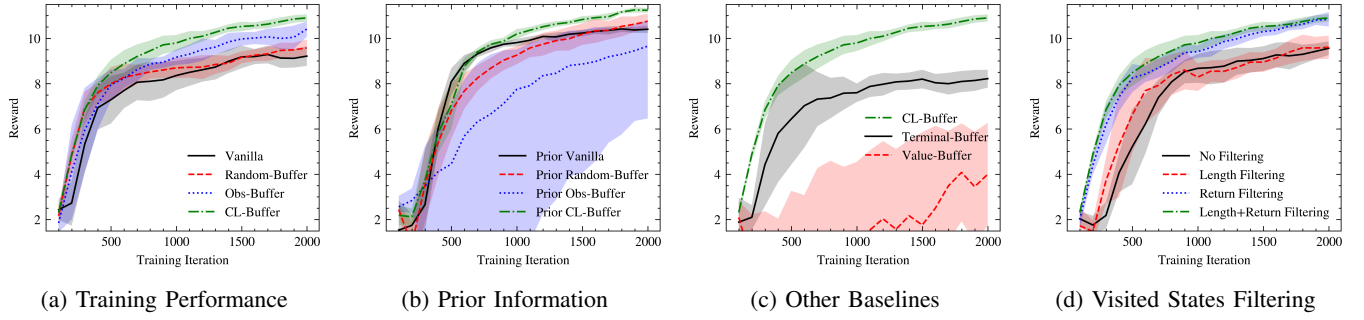 Reward
10
8
6
4
2
500
1000
1500
2000
Training Iteration
Vanilla
Random-Buffer
Obs-Buffer
CL-Buffer
(a) Training Performance
Reward
10
8
6
4
2
500
1000
1500
2000
Training Iteration
Prior Vanilla
Prior Random-Buffer
Prior Obs-Buffer
Prior CL-Buffer
(b) Prior Information
Reward
10
8
6
4
2
500
1000
1500
2000
Training Iteration
CL-Buffer
Terminal-Buffer
Value-Buffer
(c) Other Baselines
Reward
10
8
6
4
2
500
1000
1500
2000
Training Iteration
No Filtering
Length Filtering
Return Filtering
Length+Return Filtering
(d) Visited States Filtering